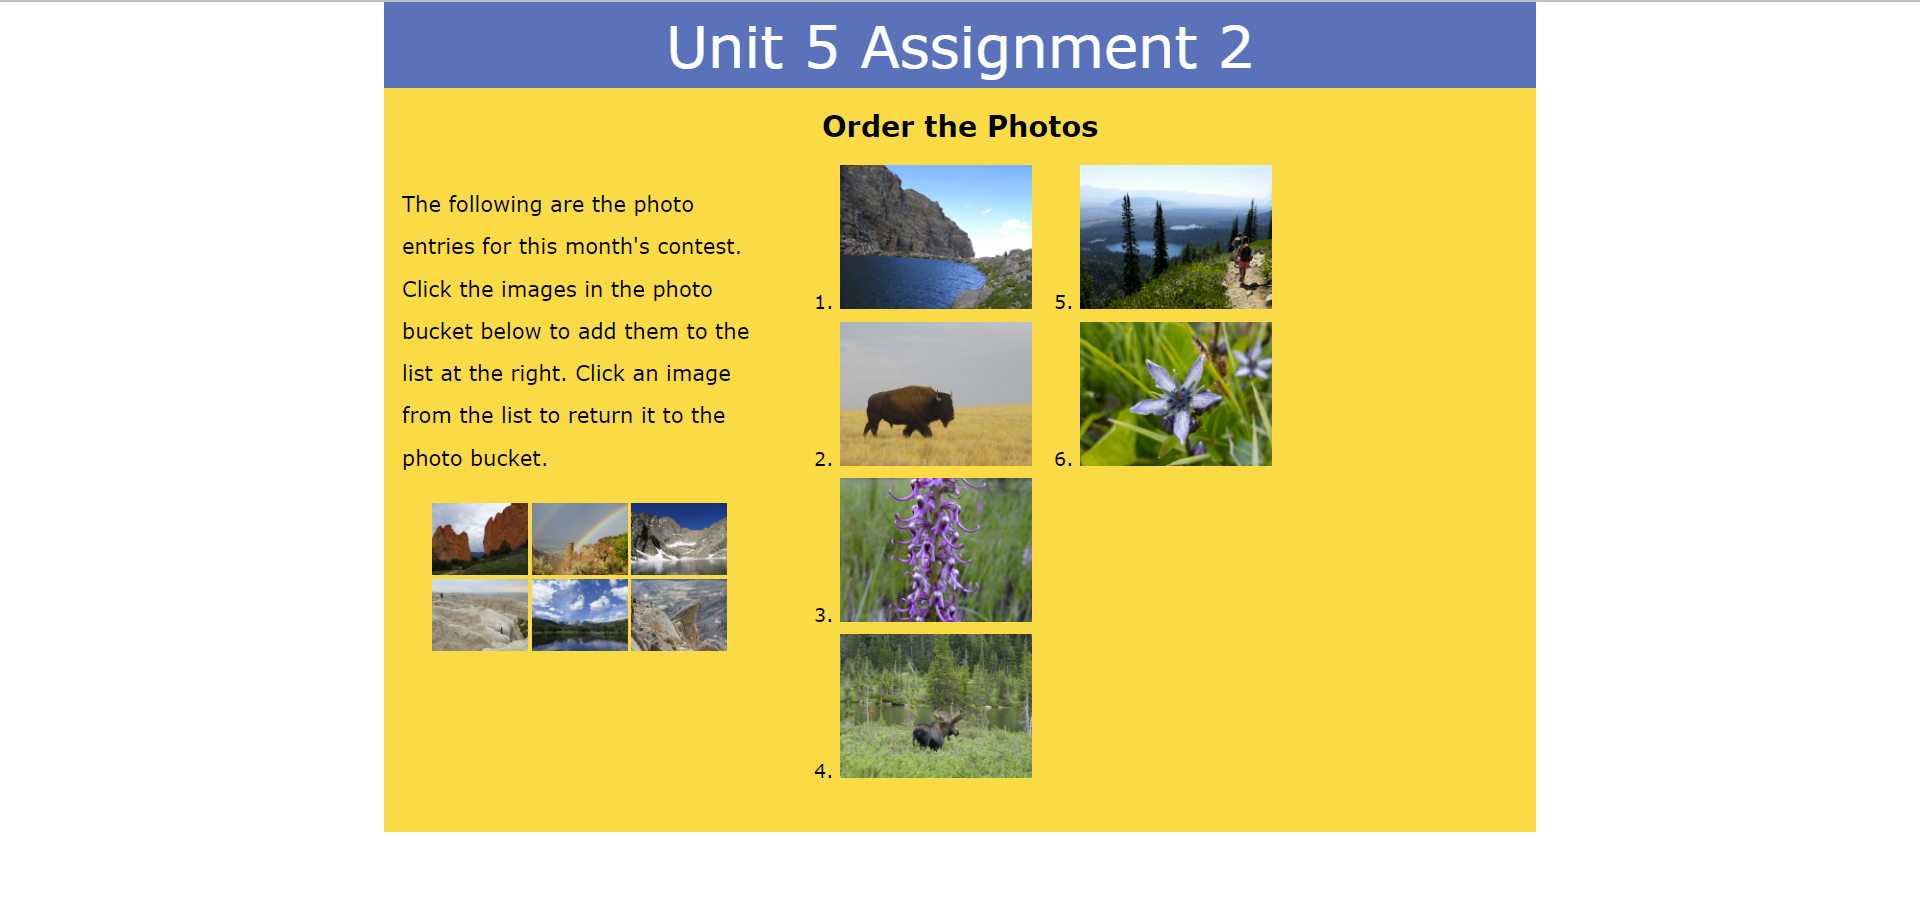 Unit 5 Assignment 2
Order the Photos
The following are the photo
entries for this month's contest.
Click the images in the photo
bucket below to add them to the
list at the right. Click an image
from the list to return it to the
photo bucket.
1.
2.
3.
4.
5.
6.